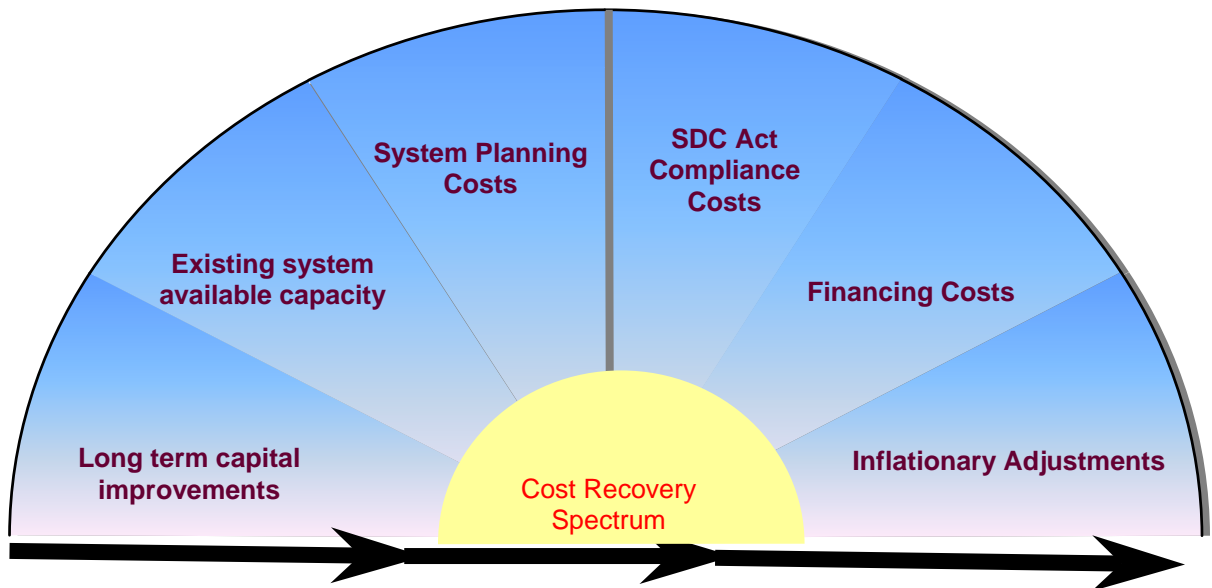 System Planning
Costs
SDC Act
Compliance
Costs
Existing system
available capacity
Financing Costs
Long term capital
improvements
Inflationary Adjustments
Cost Recovery
Spectrum